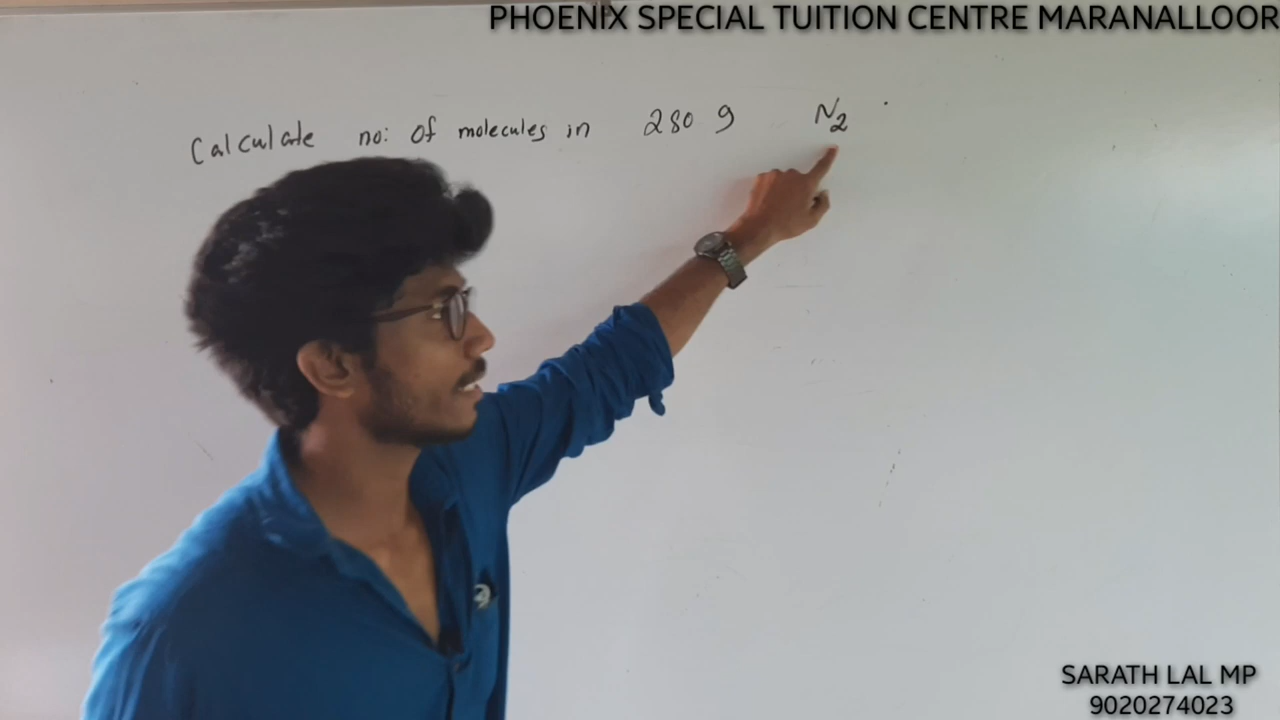 PHOENIX SPECIAL TUITION CENTRE MARANALLOOR
Calculate no: of molecules in 280 g N2
SARATH LAL MP
9020274023